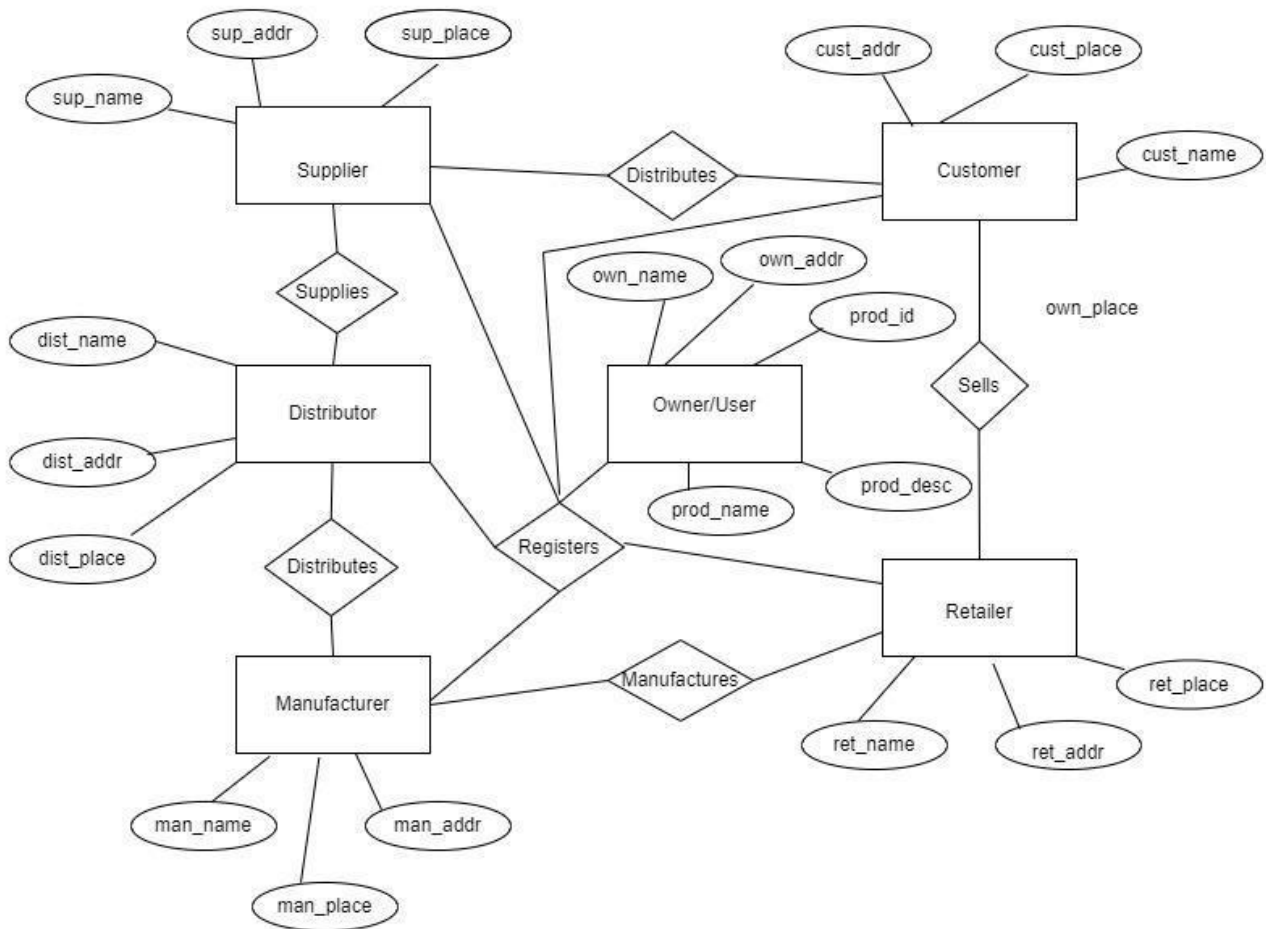 sup_addr
sup_place
cust_addr
cust_place
sup_name
cust_name
Supplier
Distributes
Customer
own_name
own_addr
Supplies
own_place
prod_id
dist_name
Sells
Distributor
Owner/User
dist_addr
prod_desc
prod_name
dist_place
Distributes
Registers
Retailer
Manufactures
ret_place
Manufacturer
ret_name
ret_addr
man_name
man_addr
man_place